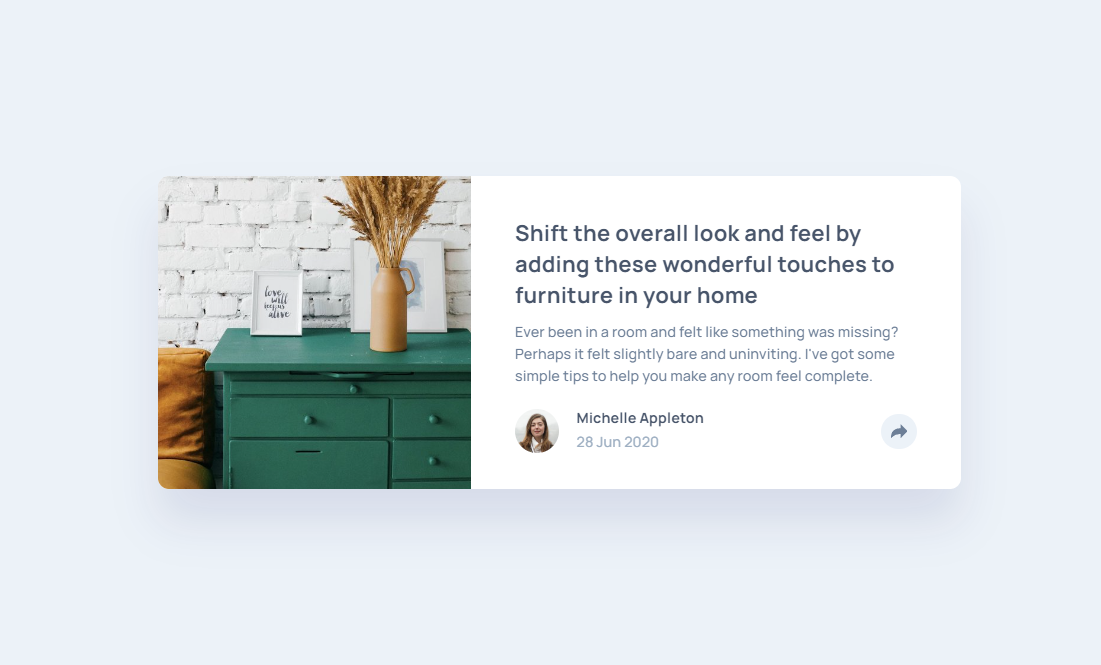 love
will
keep us
alive
Shift the overall look and feel by
adding these wonderful touches to
furniture in your home
Ever been in a room and felt like something was missing?
Perhaps it felt slightly bare and uninviting. I've got some
simple tips to help you make any room feel complete.
Michelle Appleton
28 Jun 2020